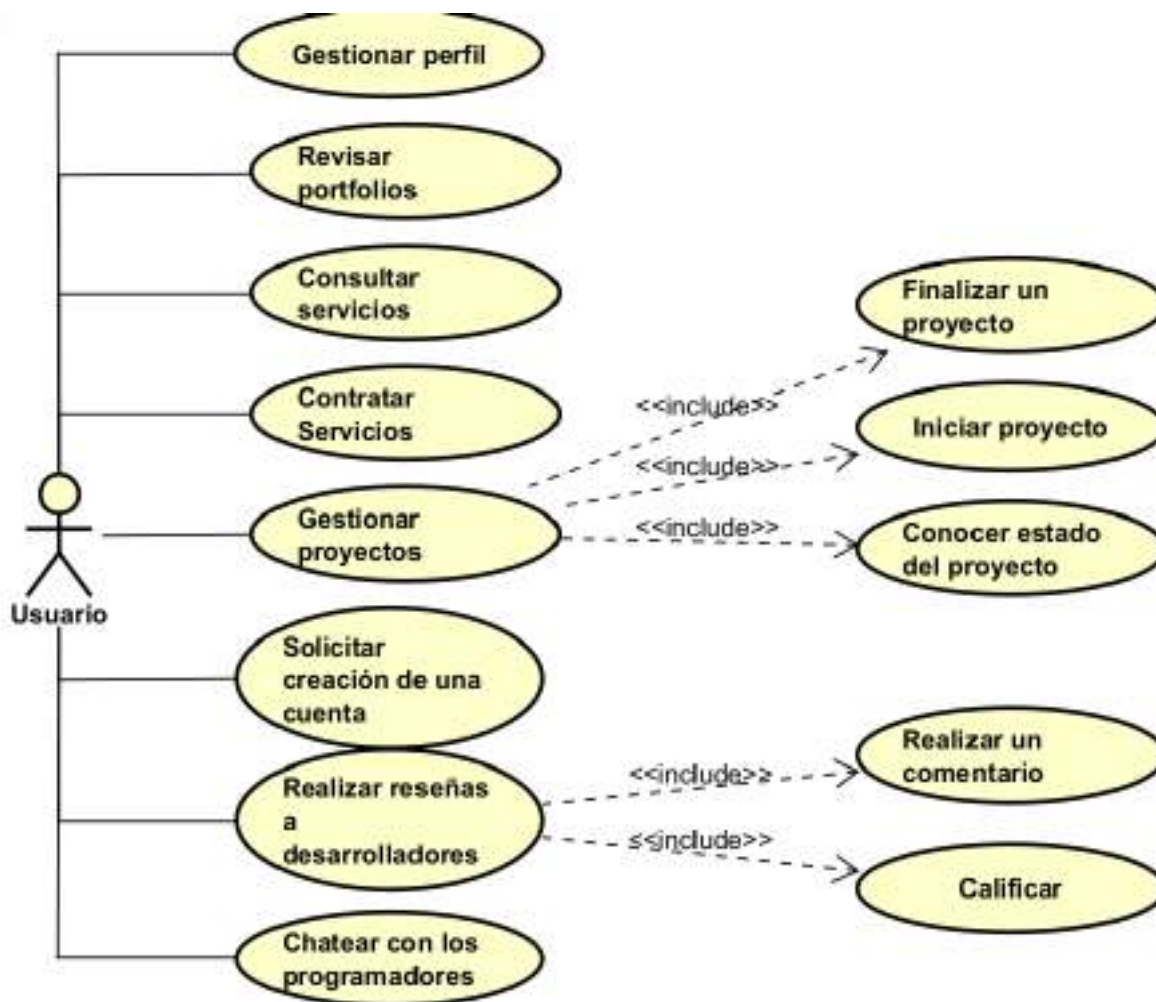 Gestionar perfil
Revisar
portfolios
Consultar
servicios
Contratar
Servicios
Gestionar
proyectos
Usuario
Solicitar
creación de una
cuenta
Realizar reseñas
a
desarrolladores
Chatear con los
programadores
<<include>>
<<include>>
<<include>>
Finalizar un
proyecto
Iniciar proyecto
Conocer estado
del proyecto
<<include>>
<<include>>
Realizar un
comentario
Calificar